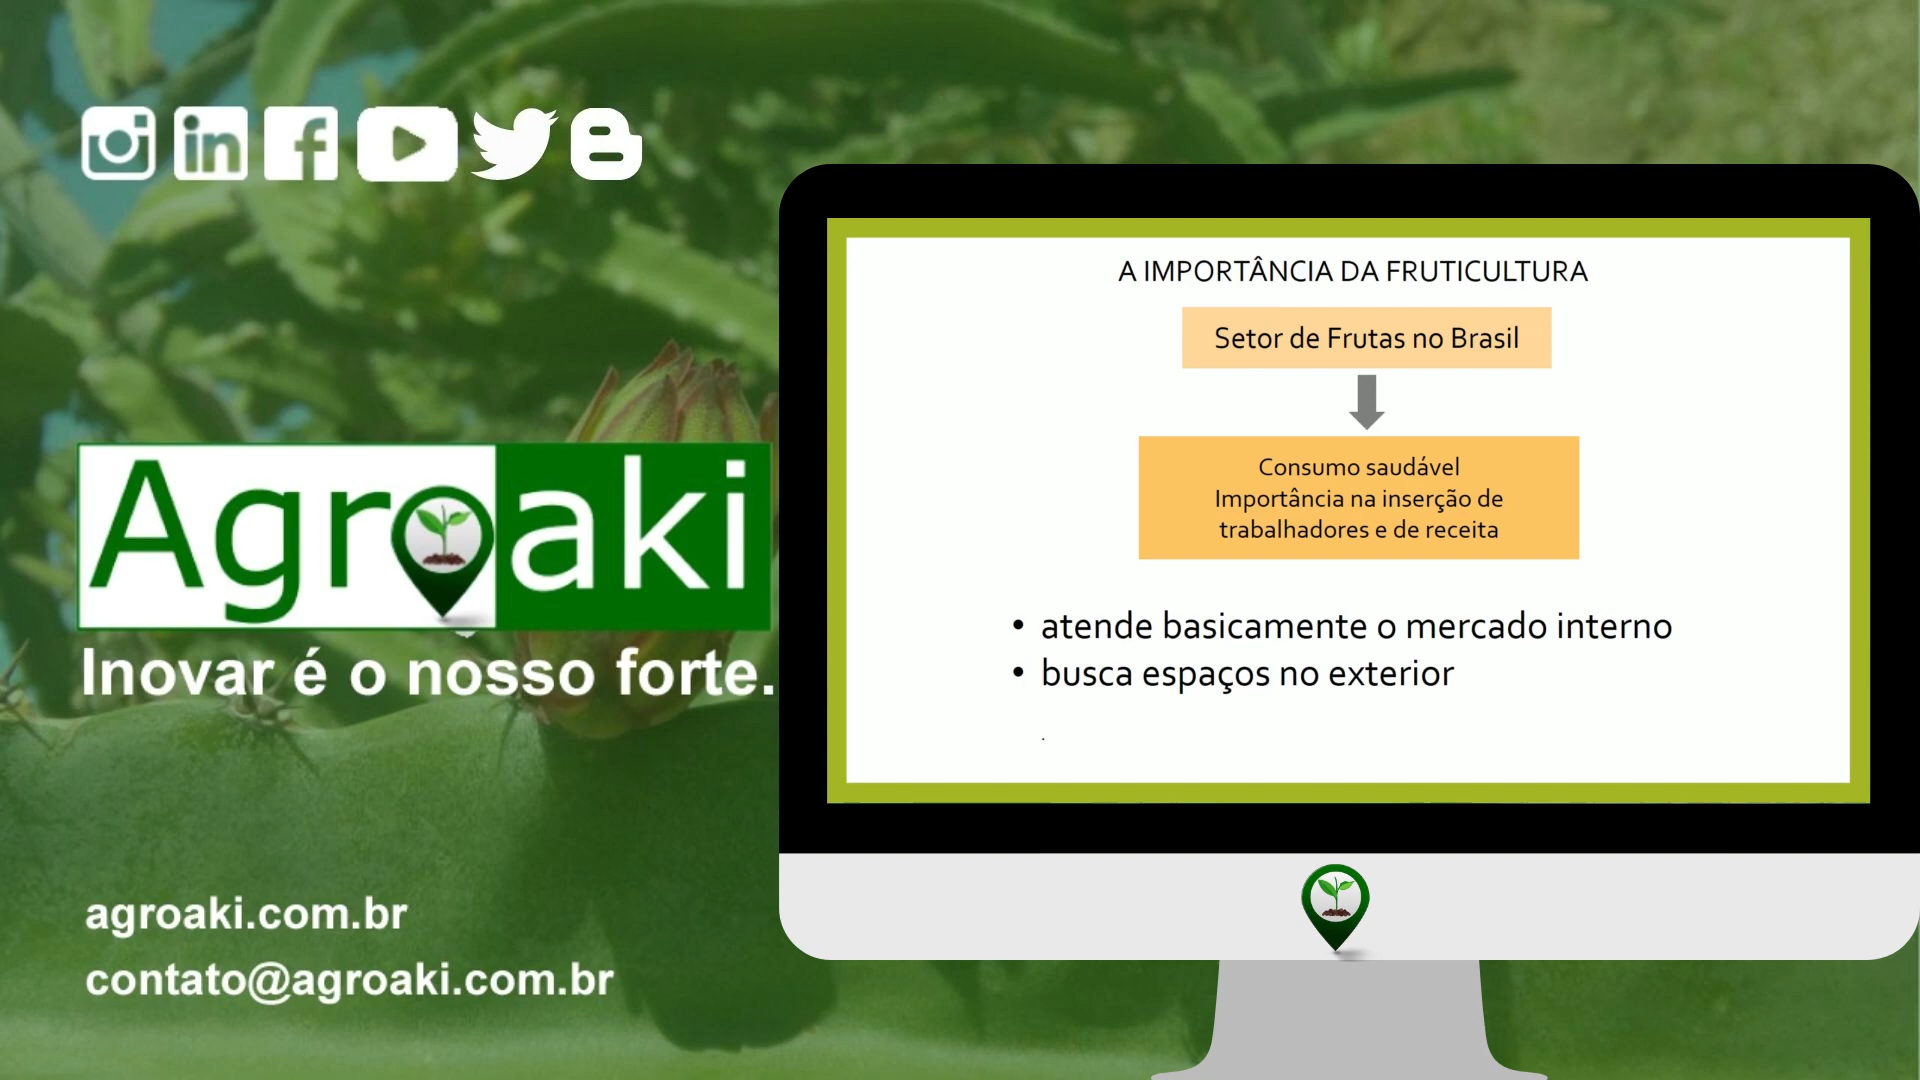 Agroaki
Inovar é o nosso forte.
agroaki.com.br
contato@agroaki.com.br
A IMPORTÂNCIA DA FRUTICULTURA
Setor de Frutas no Brasil
Consumo saudável
Importância na inserção de
trabalhadores e de receita
• atende basicamente o mercado interno
• busca espaços no exterior
.